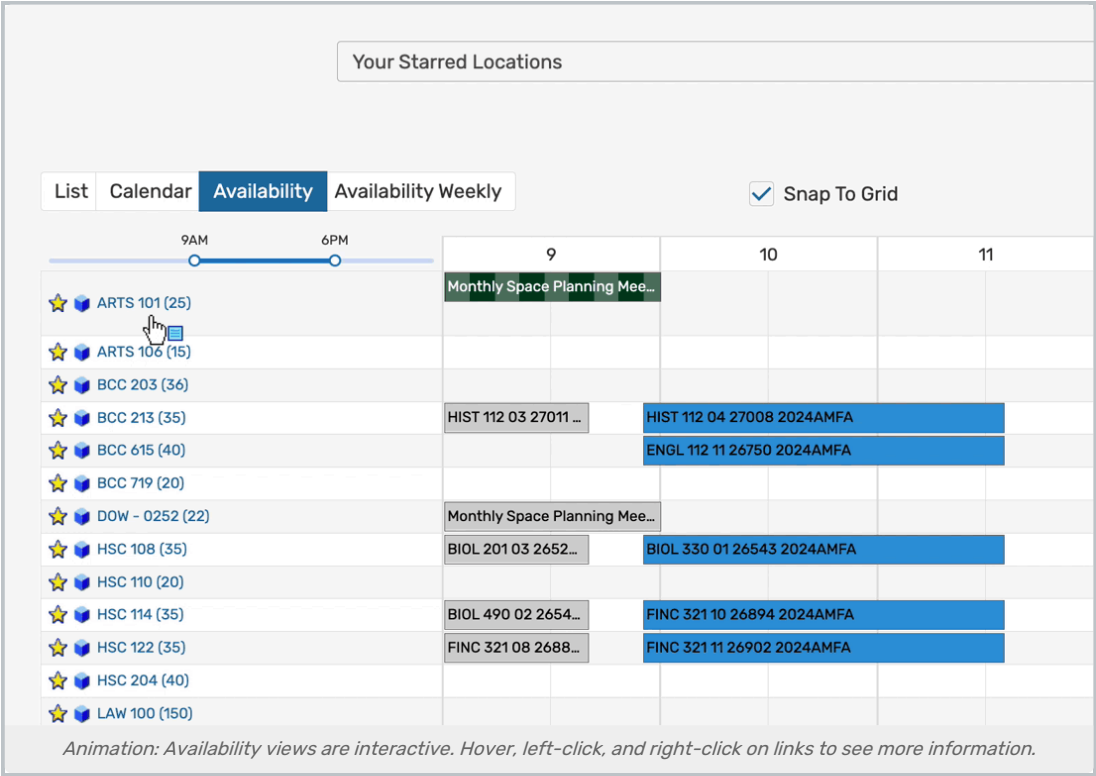 Your Starred Locations
List Calendar Availability Availability Weekly
Snap To Grid
9AM 6PM
9 10 11
ARTS 101 (25) Monthly Space Planning Mee...
ARTS 106 (15)
BCC 203 (36)
BCC 213 (35) HIST 112 03 27011 ... HIST 112 04 27008 2024AMFA
BCC 615 (40) ENGL 112 11 26750 2024AMFA
BCC 719 (20)
DOW - 0252 (22) Monthly Space Planning Mee...
HSC 108 (35) BIOL 201 03 2652... BIOL 330 01 26543 2024AMFA
HSC 110 (20)
HSC 114 (35) BIOL 490 02 2654... FINC 321 10 26894 2024AMFA
HSC 122 (35) FINC 321 08 2688... FINC 321 11 26902 2024AMFA
HSC 204 (40)
LAW 100 (150)
Animation: Availability views are interactive. Hover, left-click, and right-click on links to see more information.